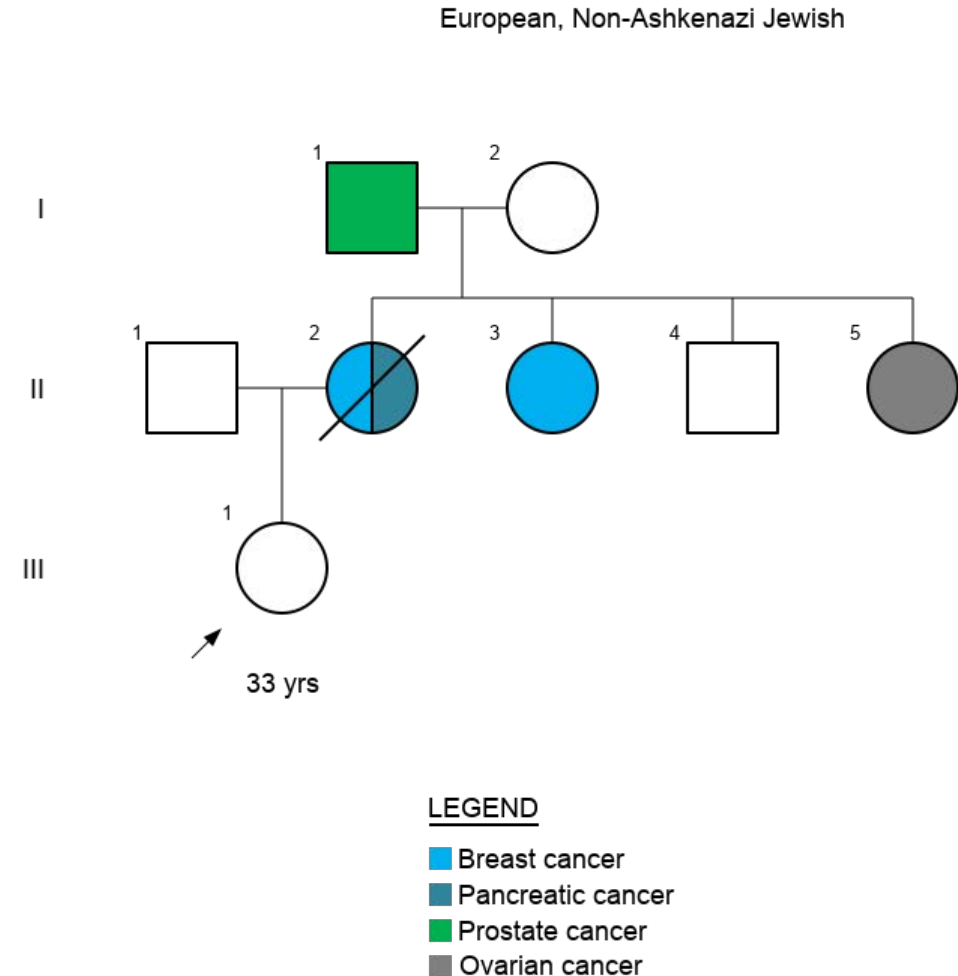 European, Non-Ashkenazi Jewish
1 2
I
1 2 3 4 5
II
1
III
33 yrs
LEGEND
Breast cancer
Pancreatic cancer
Prostate cancer
Ovarian cancer